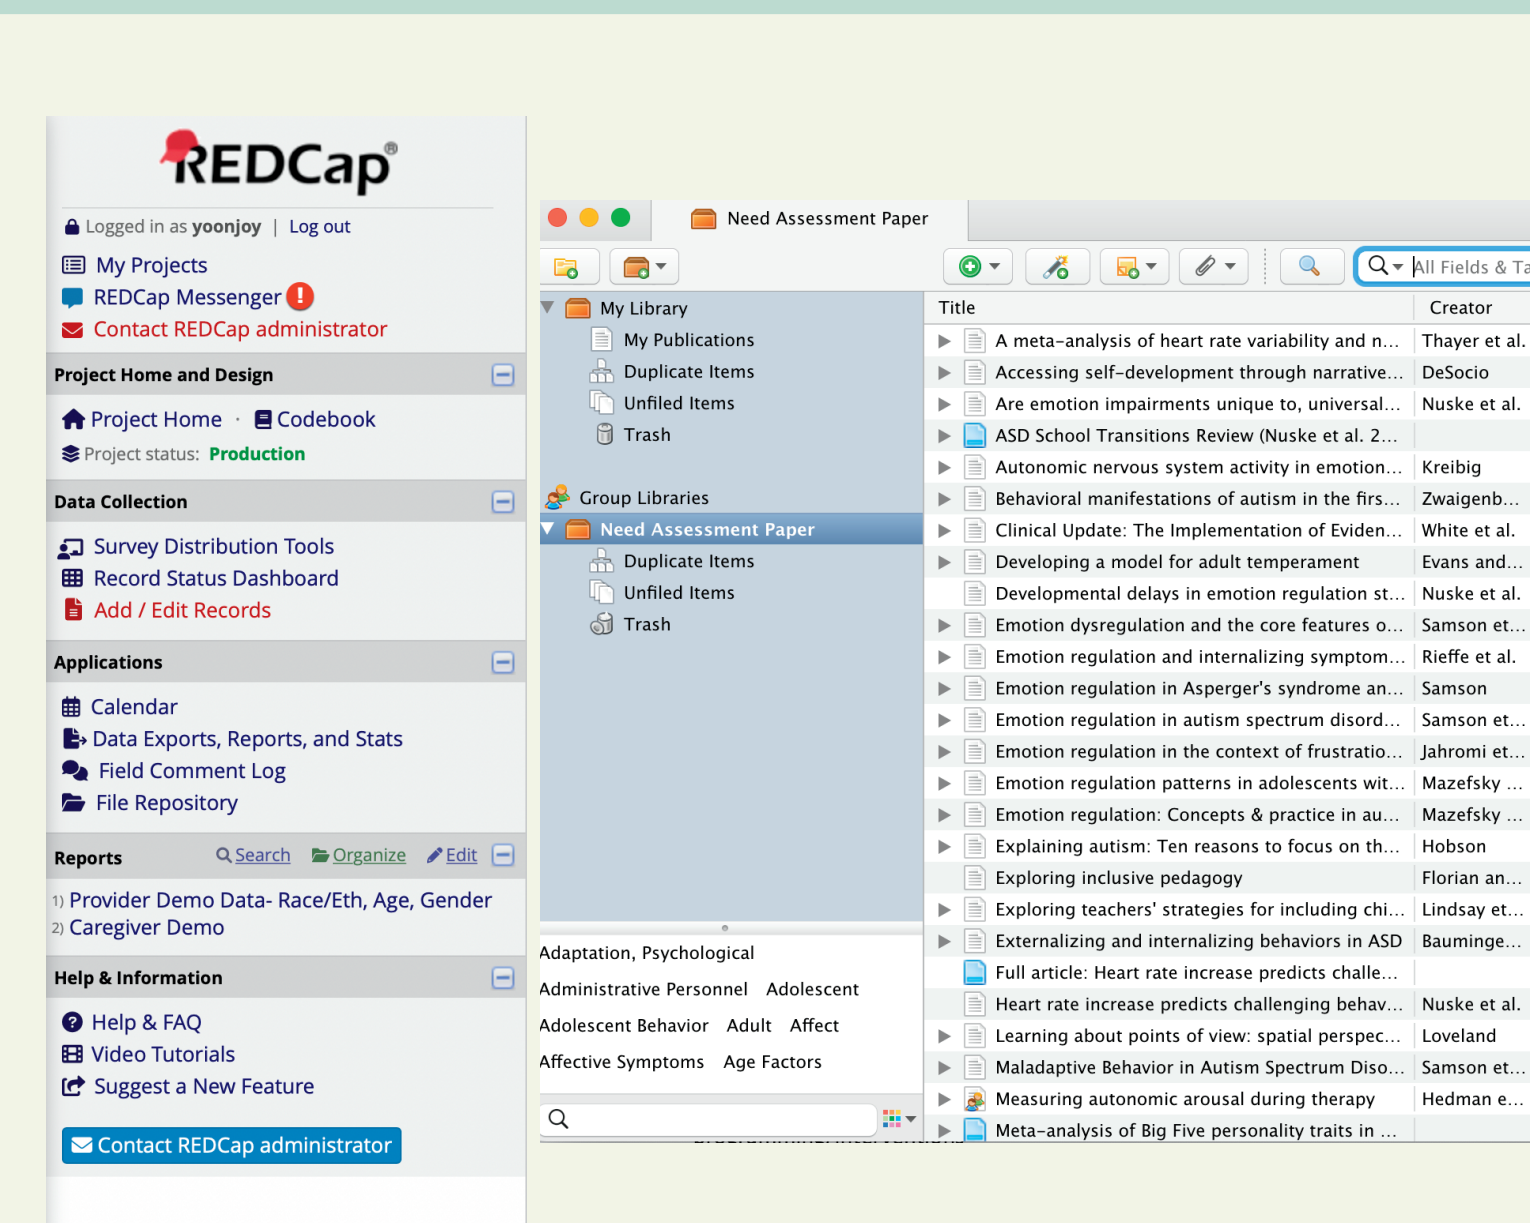 REDCap®
Logged in as yoonjoy | Log out
My Projects
REDCap Messenger !
Contact REDCap administrator
Project Home and Design
Project Home · Codebook
Project status: Production
Data Collection
Survey Distribution Tools
Record Status Dashboard
Add / Edit Records
Applications
Calendar
Data Exports, Reports, and Stats
Field Comment Log
File Repository
Reports Search Organize Edit
1) Provider Demo Data- Race/Eth, Age, Gender
2) Caregiver Demo
Help & Information
Help & FAQ
Video Tutorials
Suggest a New Feature
Contact REDCap administrator
Need Assessment Paper
All Fields & Ta
My Library
My Publications
Duplicate Items
Unfiled Items
Trash
Group Libraries
Need Assessment Paper
Duplicate Items
Unfiled Items
Trash
Adaptation, Psychological
Administrative Personnel Adolescent
Adolescent Behavior Adult Affect
Affective Symptoms Age Factors
Title Creator
A meta-analysis of heart rate variability and n... Thayer et al.
Accessing self-development through narrative... DeSocio
Are emotion impairments unique to, universal... Nuske et al.
ASD School Transitions Review (Nuske et al. 2...
Autonomic nervous system activity in emotion... Kreibig
Behavioral manifestations of autism in the firs... Zwaigenb...
Clinical Update: The Implementation of Eviden... White et al.
Developing a model for adult temperament Evans and...
Developmental delays in emotion regulation st... Nuske et al.
Emotion dysregulation and the core features o... Samson et...
Emotion regulation and internalizing symptom... Rieffe et al.
Emotion regulation in Asperger's syndrome an... Samson
Emotion regulation in autism spectrum disord... Samson et...
Emotion regulation in the context of frustratio... Jahromi et...
Emotion regulation patterns in adolescents wit... Mazefsky ...
Emotion regulation: Concepts & practice in au... Mazefsky ...
Explaining autism: Ten reasons to focus on th... Hobson
Exploring inclusive pedagogy Florian an...
Exploring teachers' strategies for including chi... Lindsay et...
Externalizing and internalizing behaviors in ASD Bauminge...
Full article: Heart rate increase predicts challe...
Heart rate increase predicts challenging behav... Nuske et al.
Learning about points of view: spatial perspec... Loveland
Maladaptive Behavior in Autism Spectrum Diso... Samson et...
Measuring autonomic arousal during therapy Hedman e...
Meta-analysis of Big Five personality traits in ...